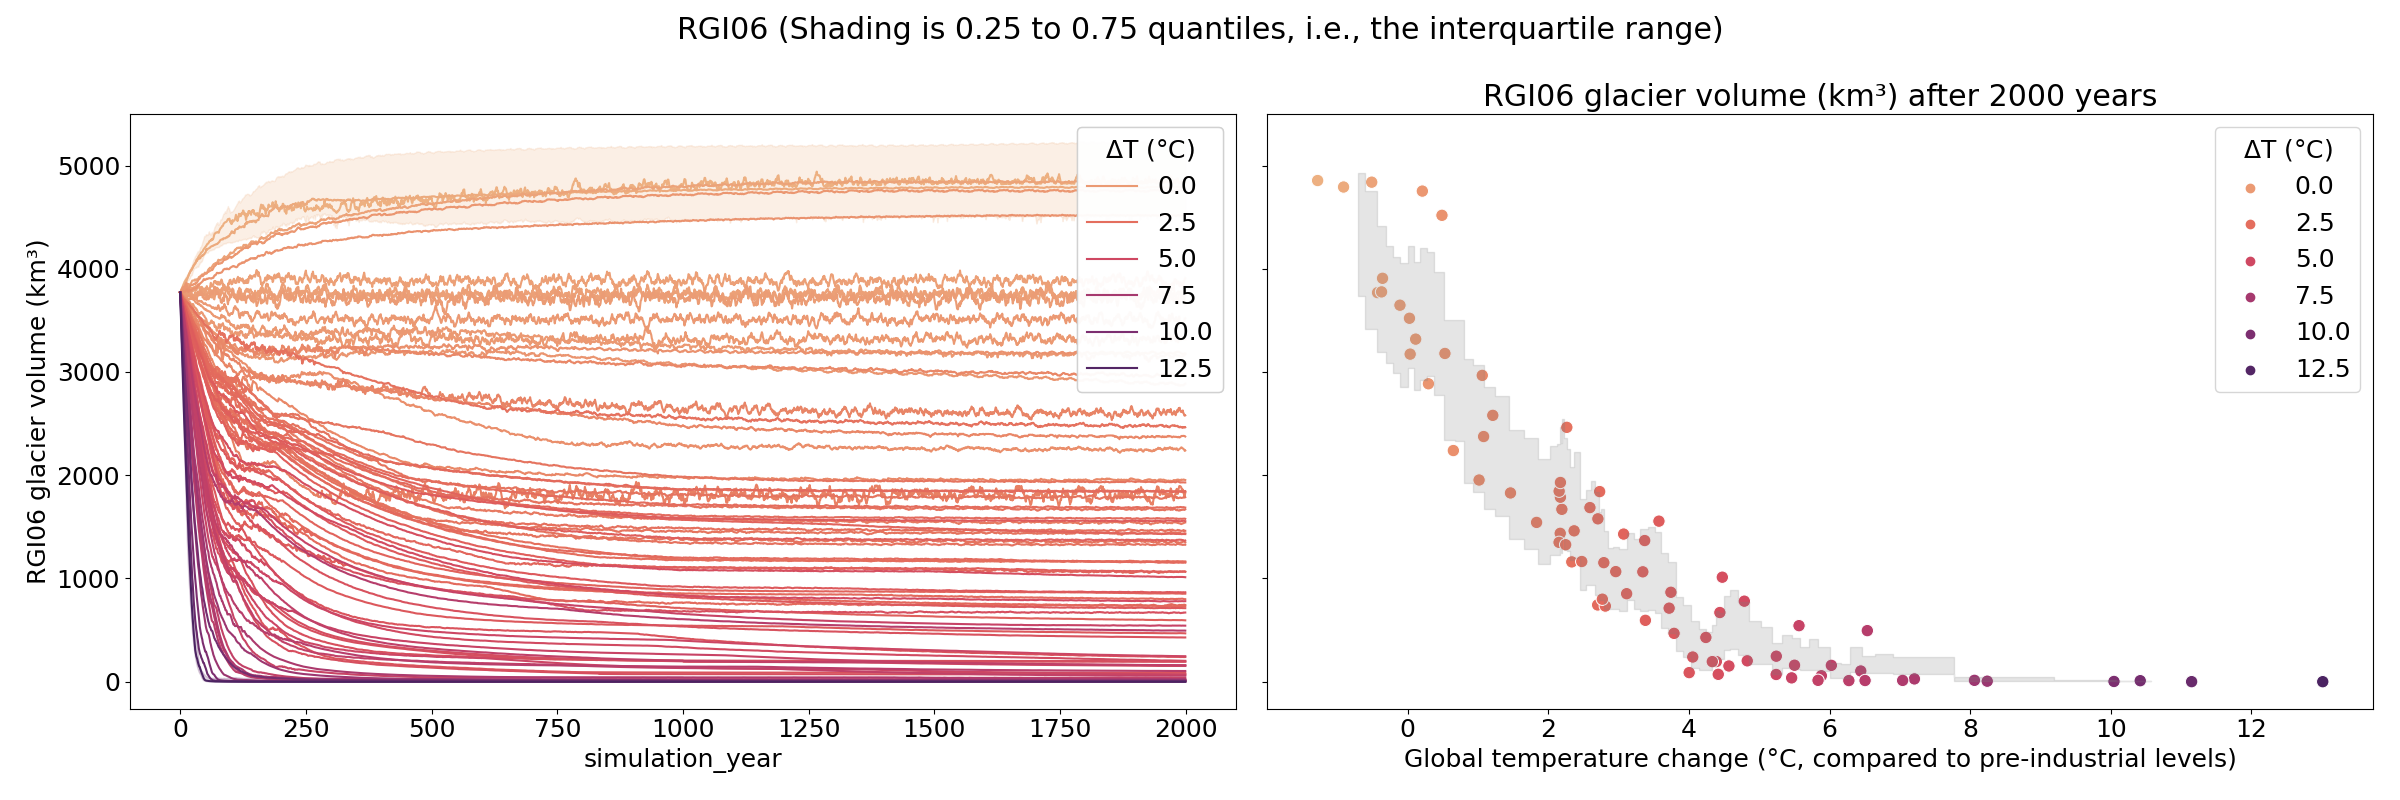 RGI06 (Shading is 0.25 to 0.75 quantiles, i.e., the interquartile range)
RGI06 glacier volume (km³)
5000
4000
3000
2000
1000
0
0 250 500 750 1000 1250 1500 1750 2000
simulation_year
ΔT (°C)
0.0
2.5
5.0
7.5
10.0
12.5
RGI06 glacier volume (km³) after 2000 years
ΔT (°C)
0.0
2.5
5.0
7.5
10.0
12.5
0 2 4 6 8 10 12
Global temperature change (°C, compared to pre-industrial levels)